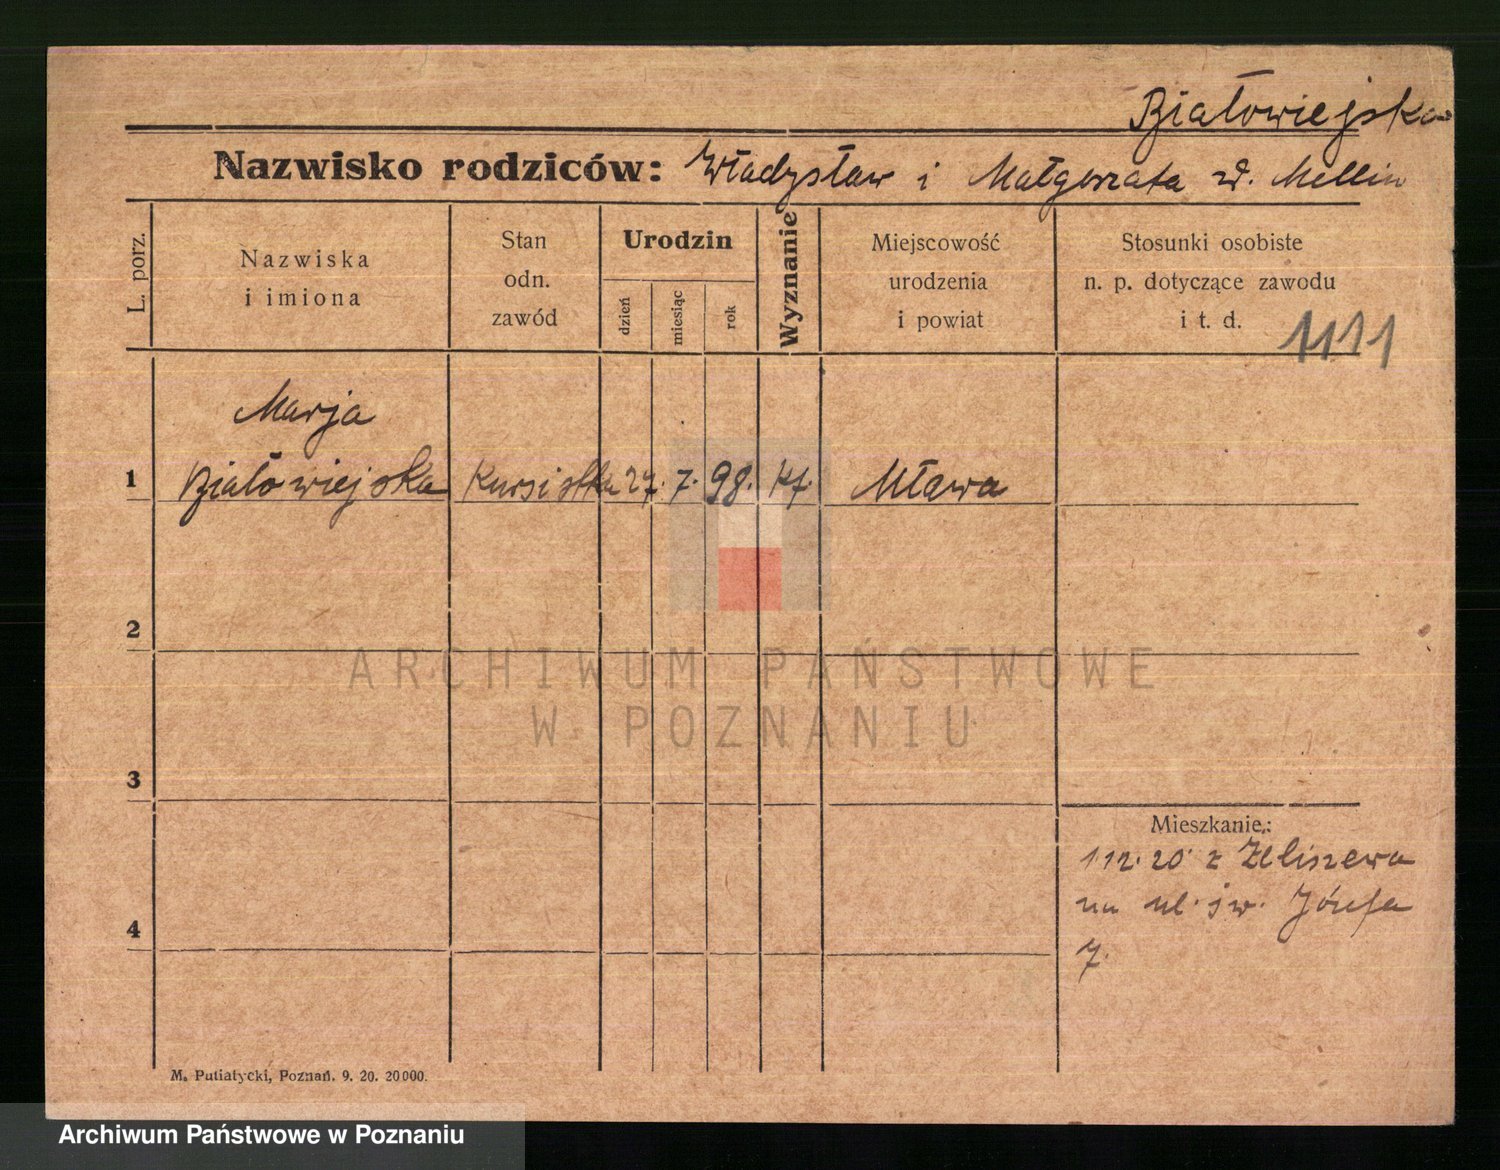 Białowiejska
Nazwisko rodziców: Władysław i Małgorzata z d. Mellin
L. porz.
Nazwiska
i imiona
Stan
odn.
zawód
Urodzin
dzień
miesiąc
rok
Wyznanie
Miejscowość
urodzenia
i powiat
Stosunki osobiste
n. p. dotyczące zawodu
i t. d.
1111
Marja
1 Białowiejska Kursistka 27. 7. 98. kt. Mława
2
ARCHIWUM PAŃSTWOWE
W POZNANIU
3
Mieszkanie:
1 12. 20 z
na ul. św. Józefa
4
7.
M. Putiatycki, Poznań. 9. 20. 20000.
Archiwum Państwowe w Poznaniu